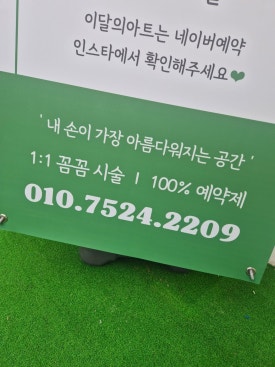 이달의아트는 네이버예약
인스타에서 확인해주세요❤
' 내 손이 가장 아름다워지는 공간 '
1:1 꼼꼼 시술 | 100% 예약제
010.7524.2209